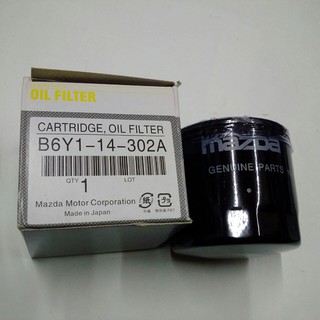 OIL FILTER
CARTRIDGE, OIL FILTER
B6Y1-14-302A
QTY
1
LOT
Mazda Motor Corporation
Made in Japan
mazda
GENUINE PARTS